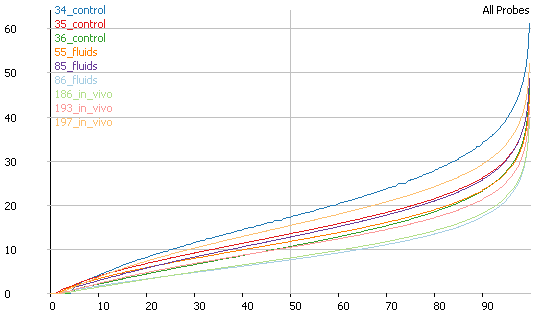 34_control
All Probes
35_control
36_control
55_fluids
85_fluids
86_fluids
186_in_vivo
193_in_vivo
197_in_vivo
60
50
40
30
20
10
0
0 10 20 30 40 50 60 70 80 90